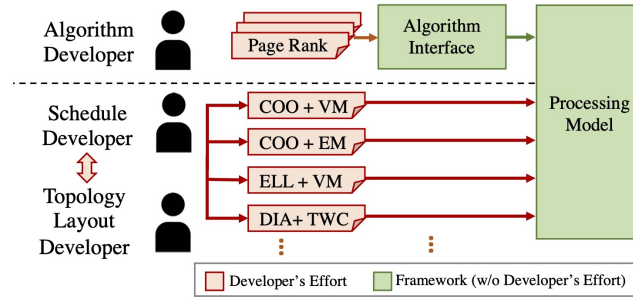 Algorithm
Developer
Page Rank
Algorithm
Interface
Processing
Model
Schedule
Developer
Topology
Layout
Developer
COO + VM
COO + EM
ELL + VM
DIA+ TWC
Developer's Effort
Framework (w/o Developer's Effort)